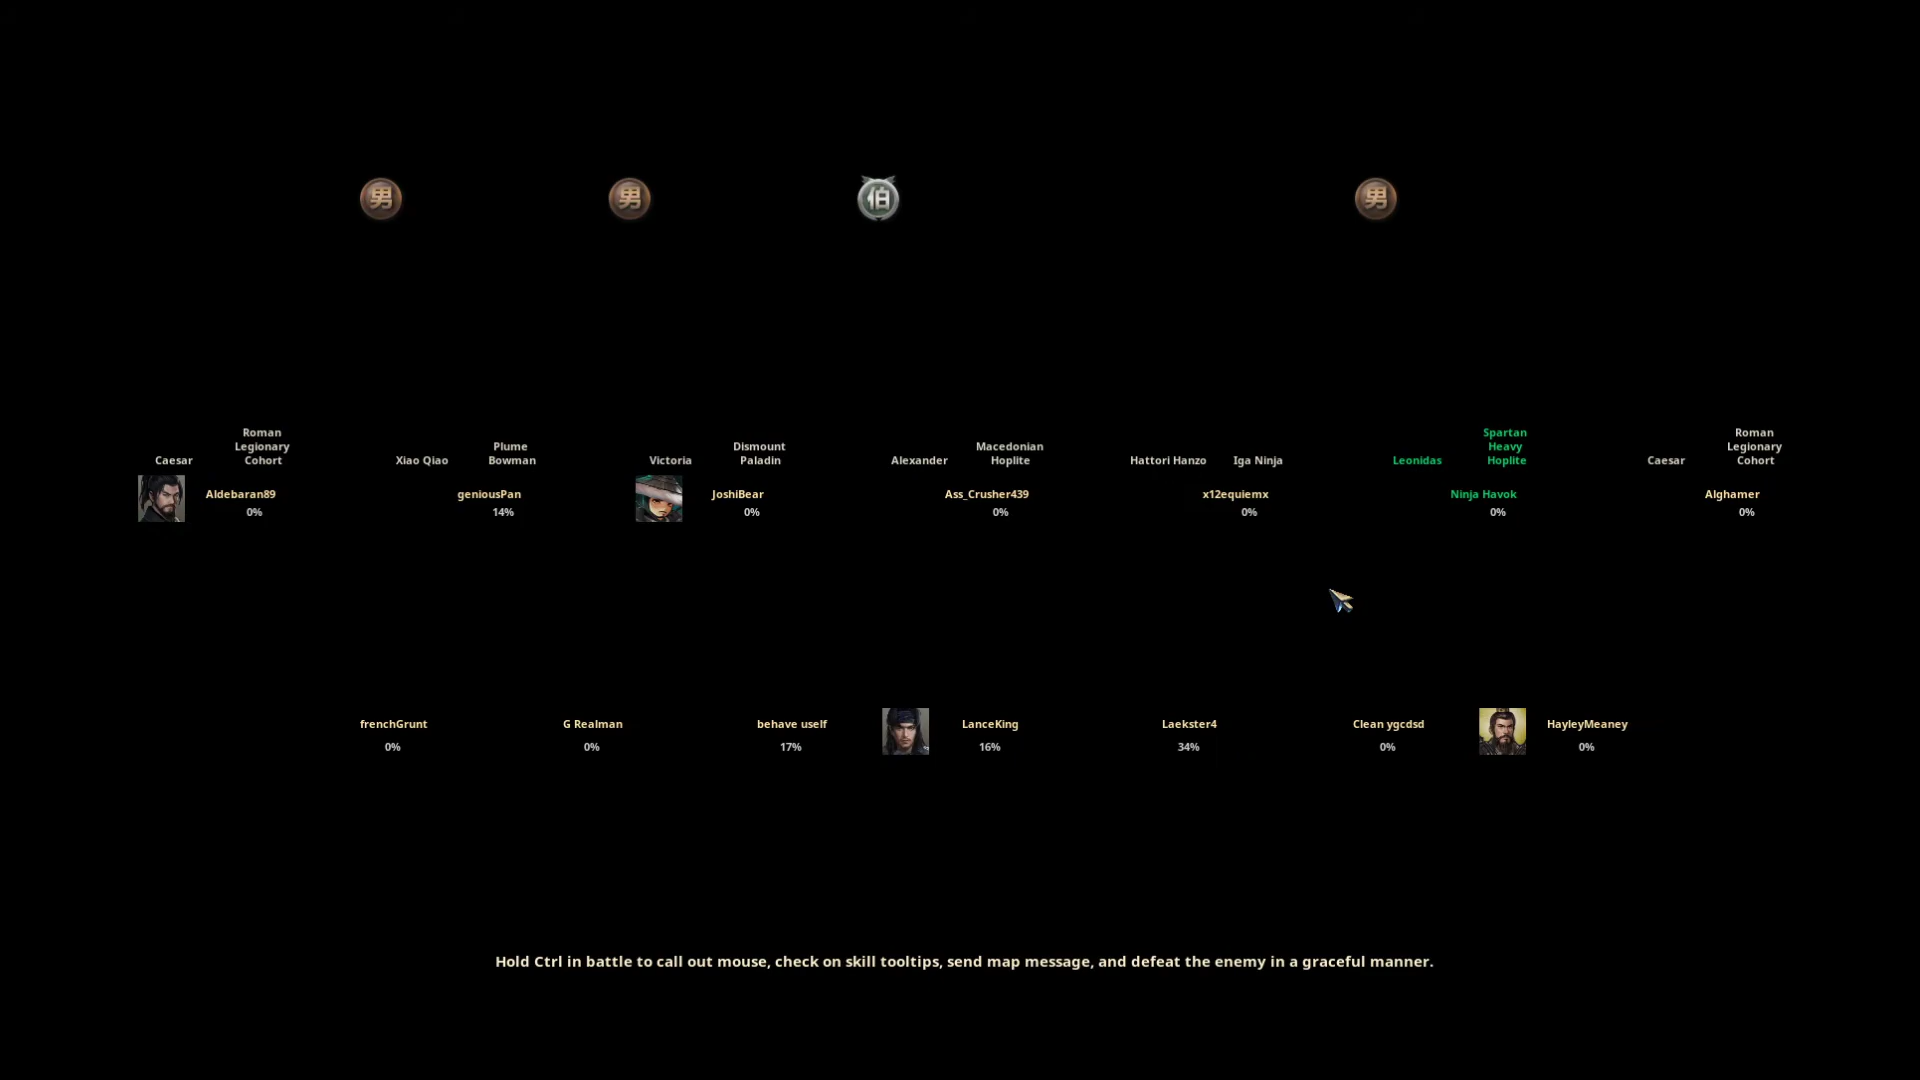 男
男
伯
男
Roman
Legionary
Cohort
Caesar
Plume
Bowman
Xiao Qiao
Dismount
Paladin
Victoria
Macedonian
Hoplite
Alexander
Hattori Hanzo
Iga Ninja
Spartan
Heavy
Hoplite
Leonidas
Roman
Legionary
Cohort
Caesar
Aldebaran89
0%
geniousPan
14%
JoshiBear
0%
Ass_Crusher439
0%
x12equiemx
0%
Ninja Havok
0%
Alghamer
0%
frenchGrunt
0%
G Realman
0%
behave uself
17%
LanceKing
16%
Laekster4
34%
Clean ygcdsd
0%
HayleyMeaney
0%
Hold Ctrl in battle to call out mouse, check on skill tooltips, send map message, and defeat the enemy in a graceful manner.